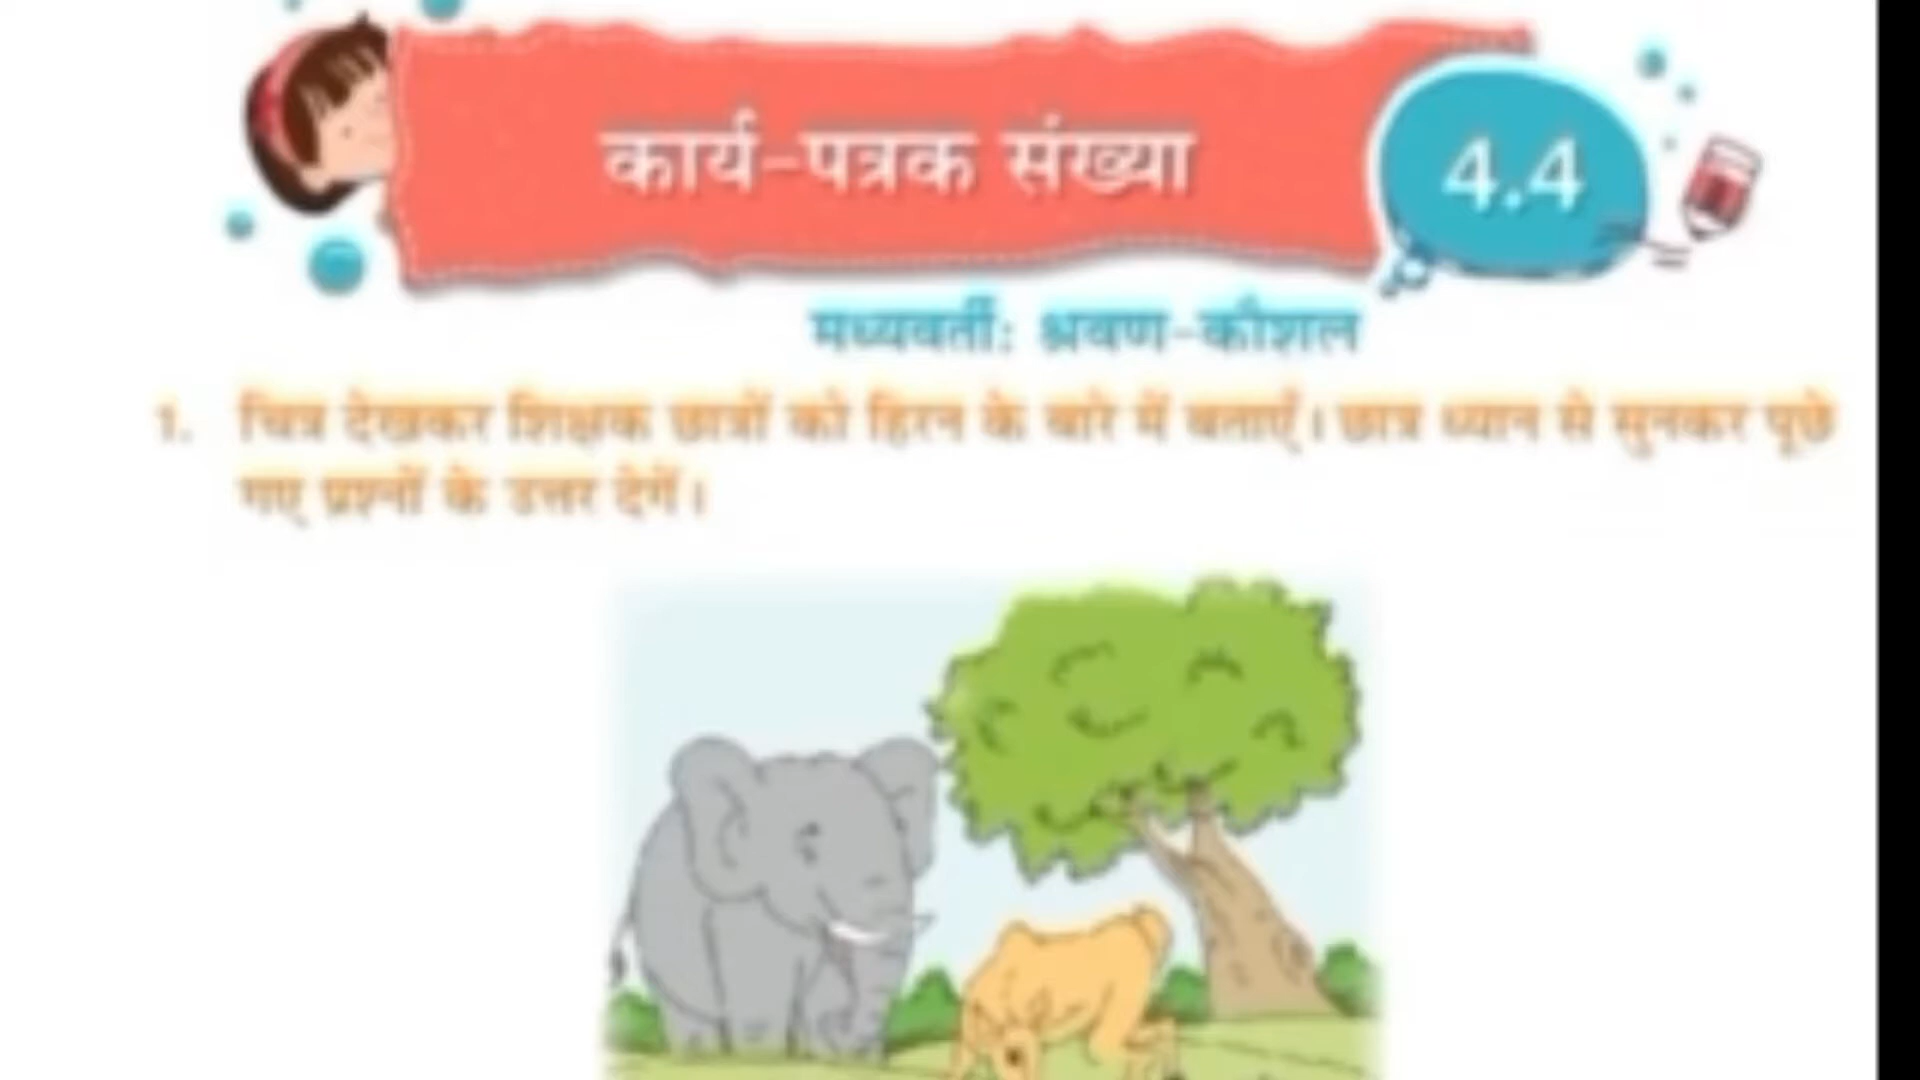 कार्य-पत्रक संख्या
4.4
मध्यवर्ती: श्रवण-कौशल
1. चित्र देखकर शिक्षक छात्रों को हिरन के बारे में बताएँ। छात्र ध्यान से सुनकर पूछे
गए प्रश्नों के उत्तर देगें।